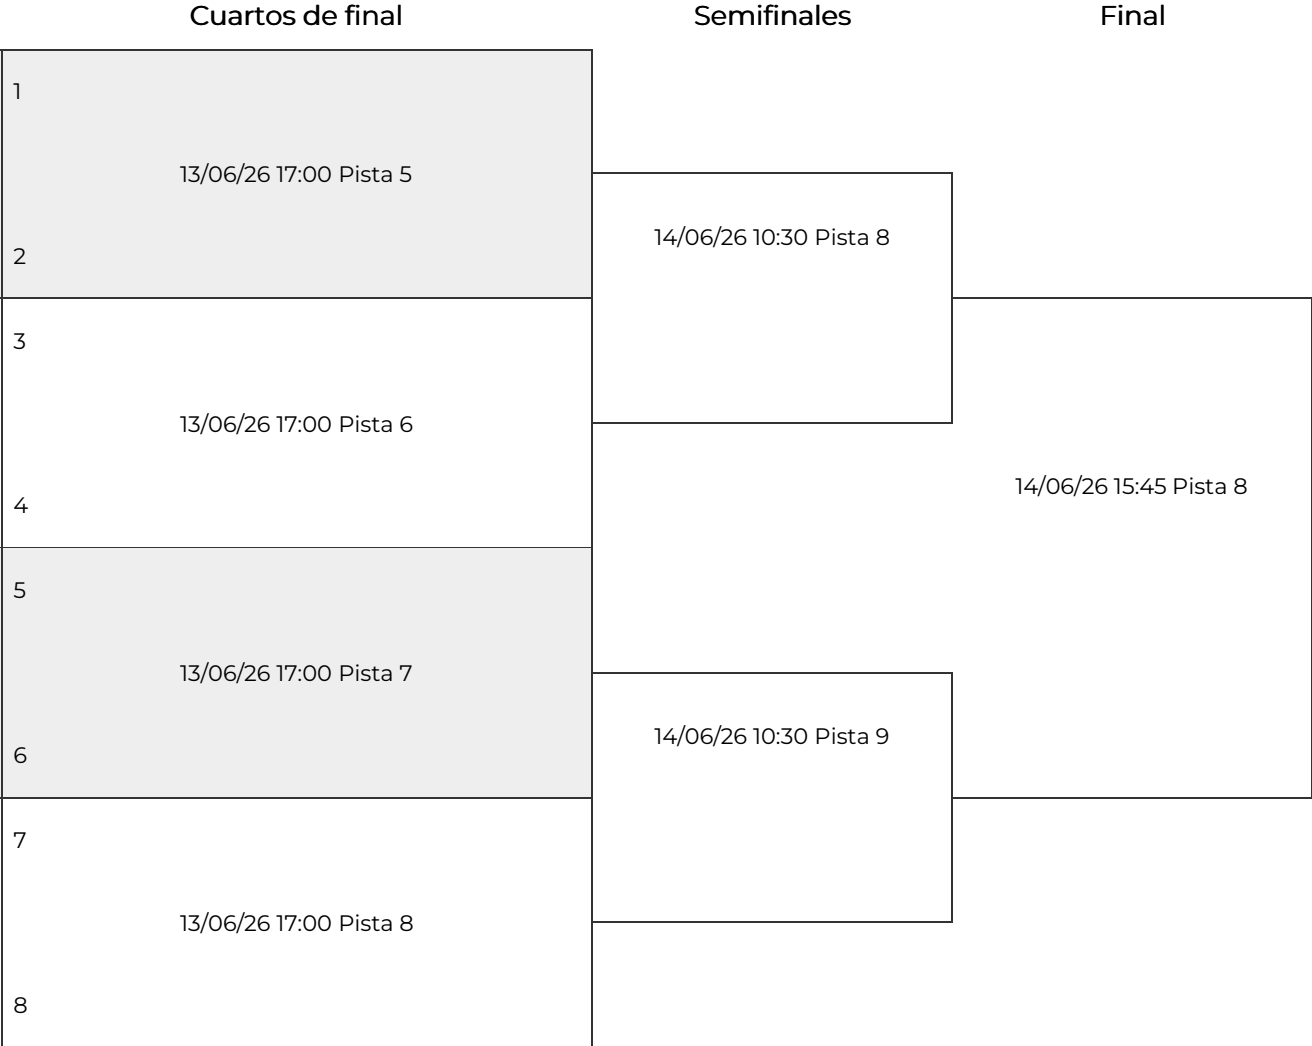 Cuartos de final
Semifinales
Final
1
13/06/26 17:00 Pista 5
2
3
13/06/26 17:00 Pista 6
4
5
13/06/26 17:00 Pista 7
6
7
13/06/26 17:00 Pista 8
8
14/06/26 10:30 Pista 8
14/06/26 10:30 Pista 9
14/06/26 15:45 Pista 8